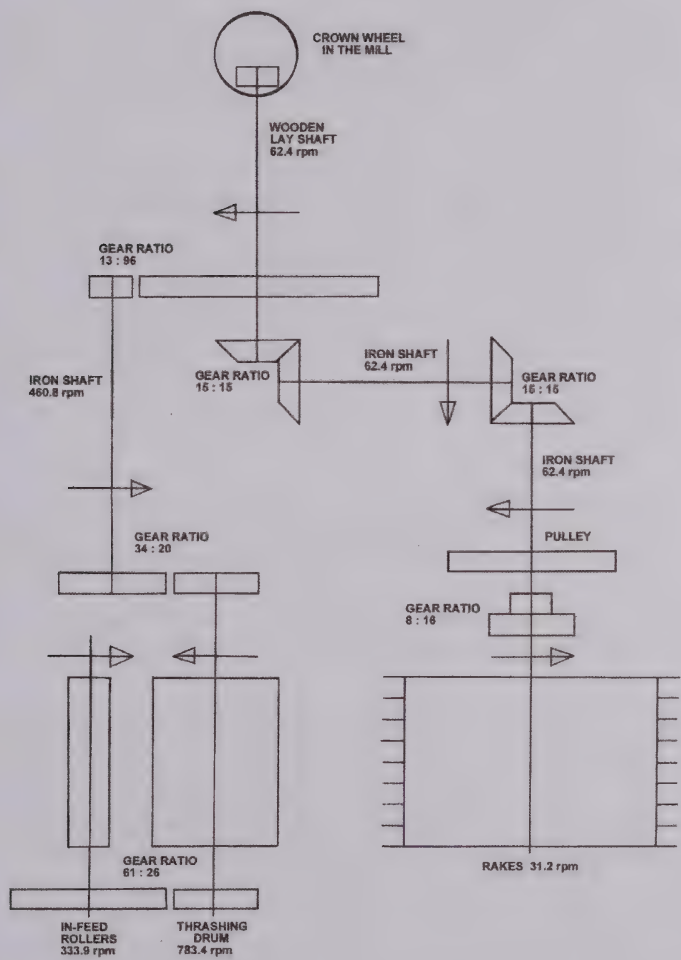 CROWN WHEEL
IN THE MILL
WOODEN
LAY SHAFT
62.4 rpm
GEAR RATIO
13 : 96
IRON SHAFT
460.8 rpm
GEAR RATIO
15 : 15
IRON SHAFT
62.4 rpm
GEAR RATIO
15 : 15
IRON SHAFT
62.4 rpm
GEAR RATIO
34 : 20
PULLEY
GEAR RATIO
8 : 16
GEAR RATIO
61 : 26
RAKES 31.2 rpm
IN-FEED
ROLLERS
333.9 rpm
THRASHING
DRUM
783.4 rpm